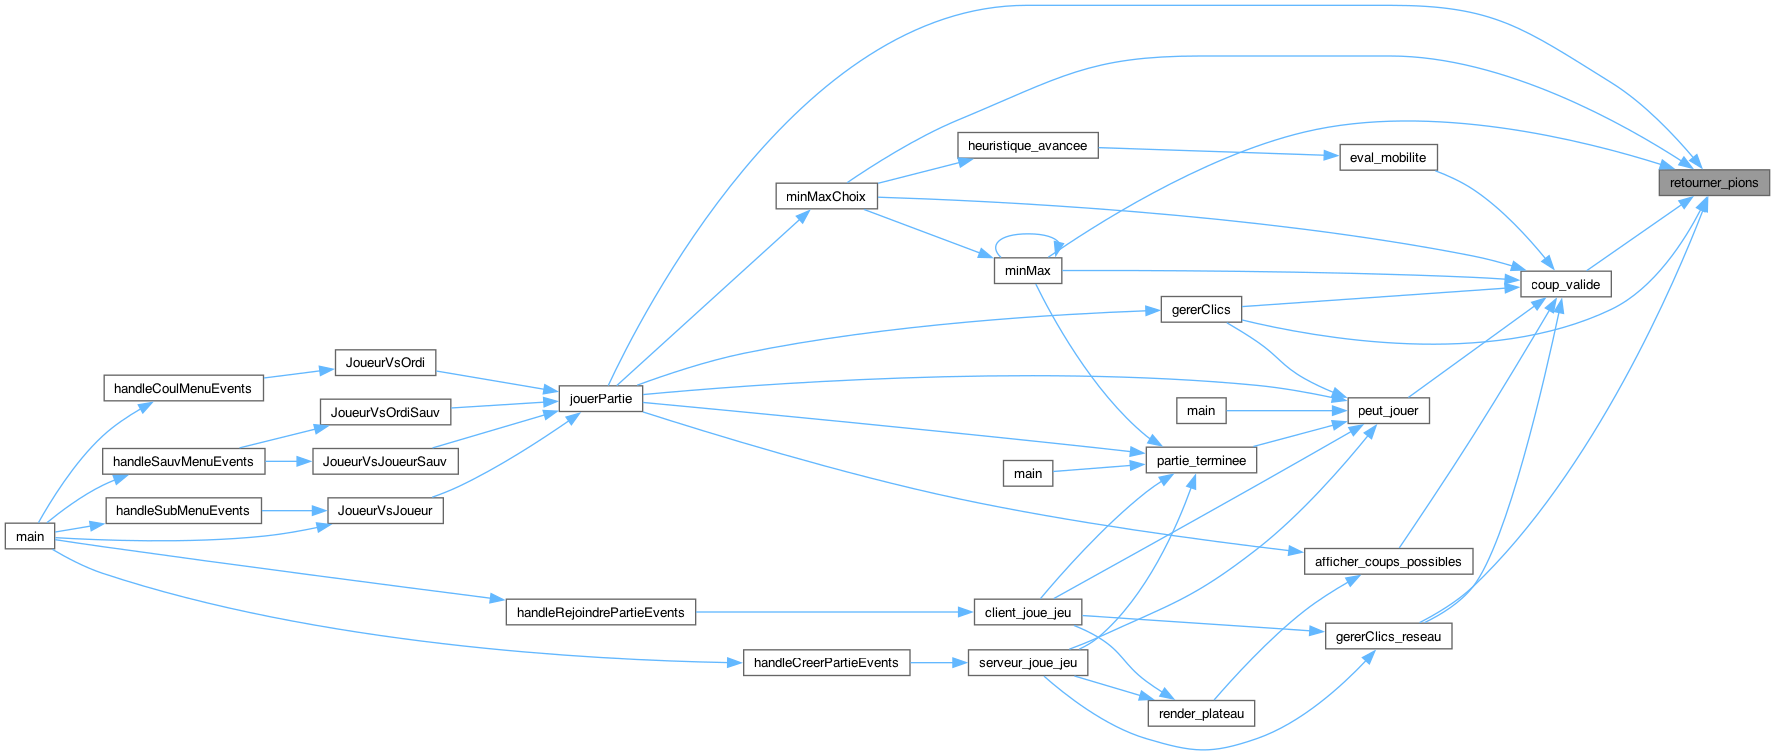 heuristique_avancee
eval_mobilite
retourner_pions
minMaxChoix
minMax
coup_valide
gererClics
JoueurVsOrdi
handleCoulMenuEvents
jouerPartie
JoueurVsOrdiSauv
main
peut_jouer
handleSauvMenuEvents
JoueurVsJoueurSauv
partie_terminee
main
handleSubMenuEvents
JoueurVsJoueur
main
afficher_coups_possibles
handleRejoindrePartieEvents
client_joue_jeu
gererClics_reseau
handleCreerPartieEvents
serveur_joue_jeu
render_plateau